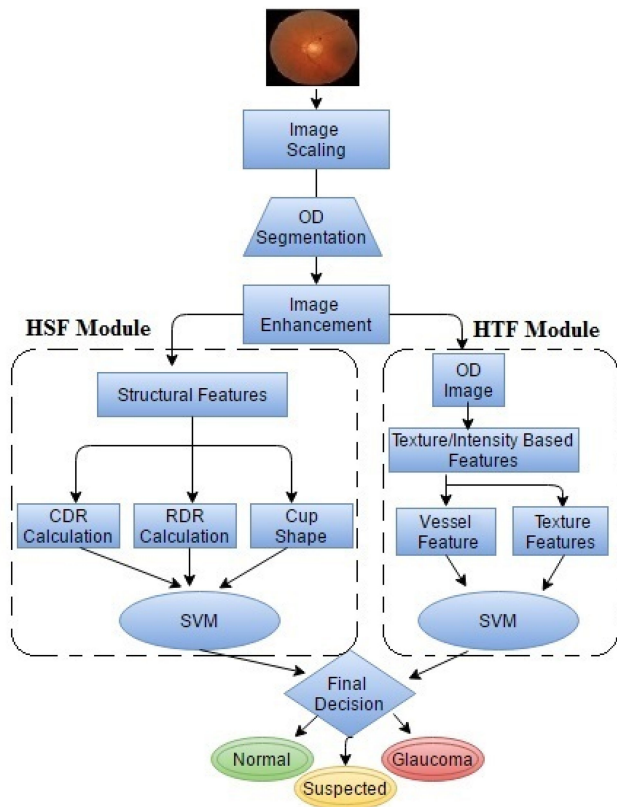 Image
Scaling
OD
Segmentation
Image
Enhancement
HSF Module
HTF Module
Structural Features
OD
Image
Texture/Intensity Based
Features
CDR
Calculation
RDR
Calculation
Cup
Shape
Vessel
Feature
Texture
Features
SVM
SVM
Final
Decision
Normal
Suspected
Glaucoma